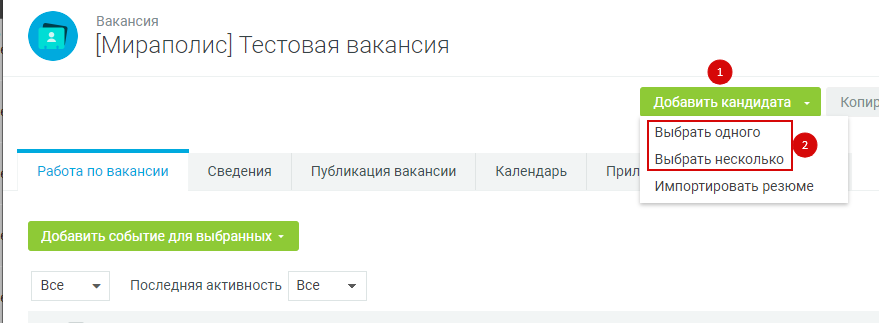 Вакансия
[Мираполис] Тестовая вакансия
1
Добавить кандидата
Копир
Выбрать одного
2
Выбрать несколько
Импортировать резюме
Работа по вакансии Сведения Публикация вакансии Календарь Прил
Добавить событие для выбранных
Все Последняя активность Все